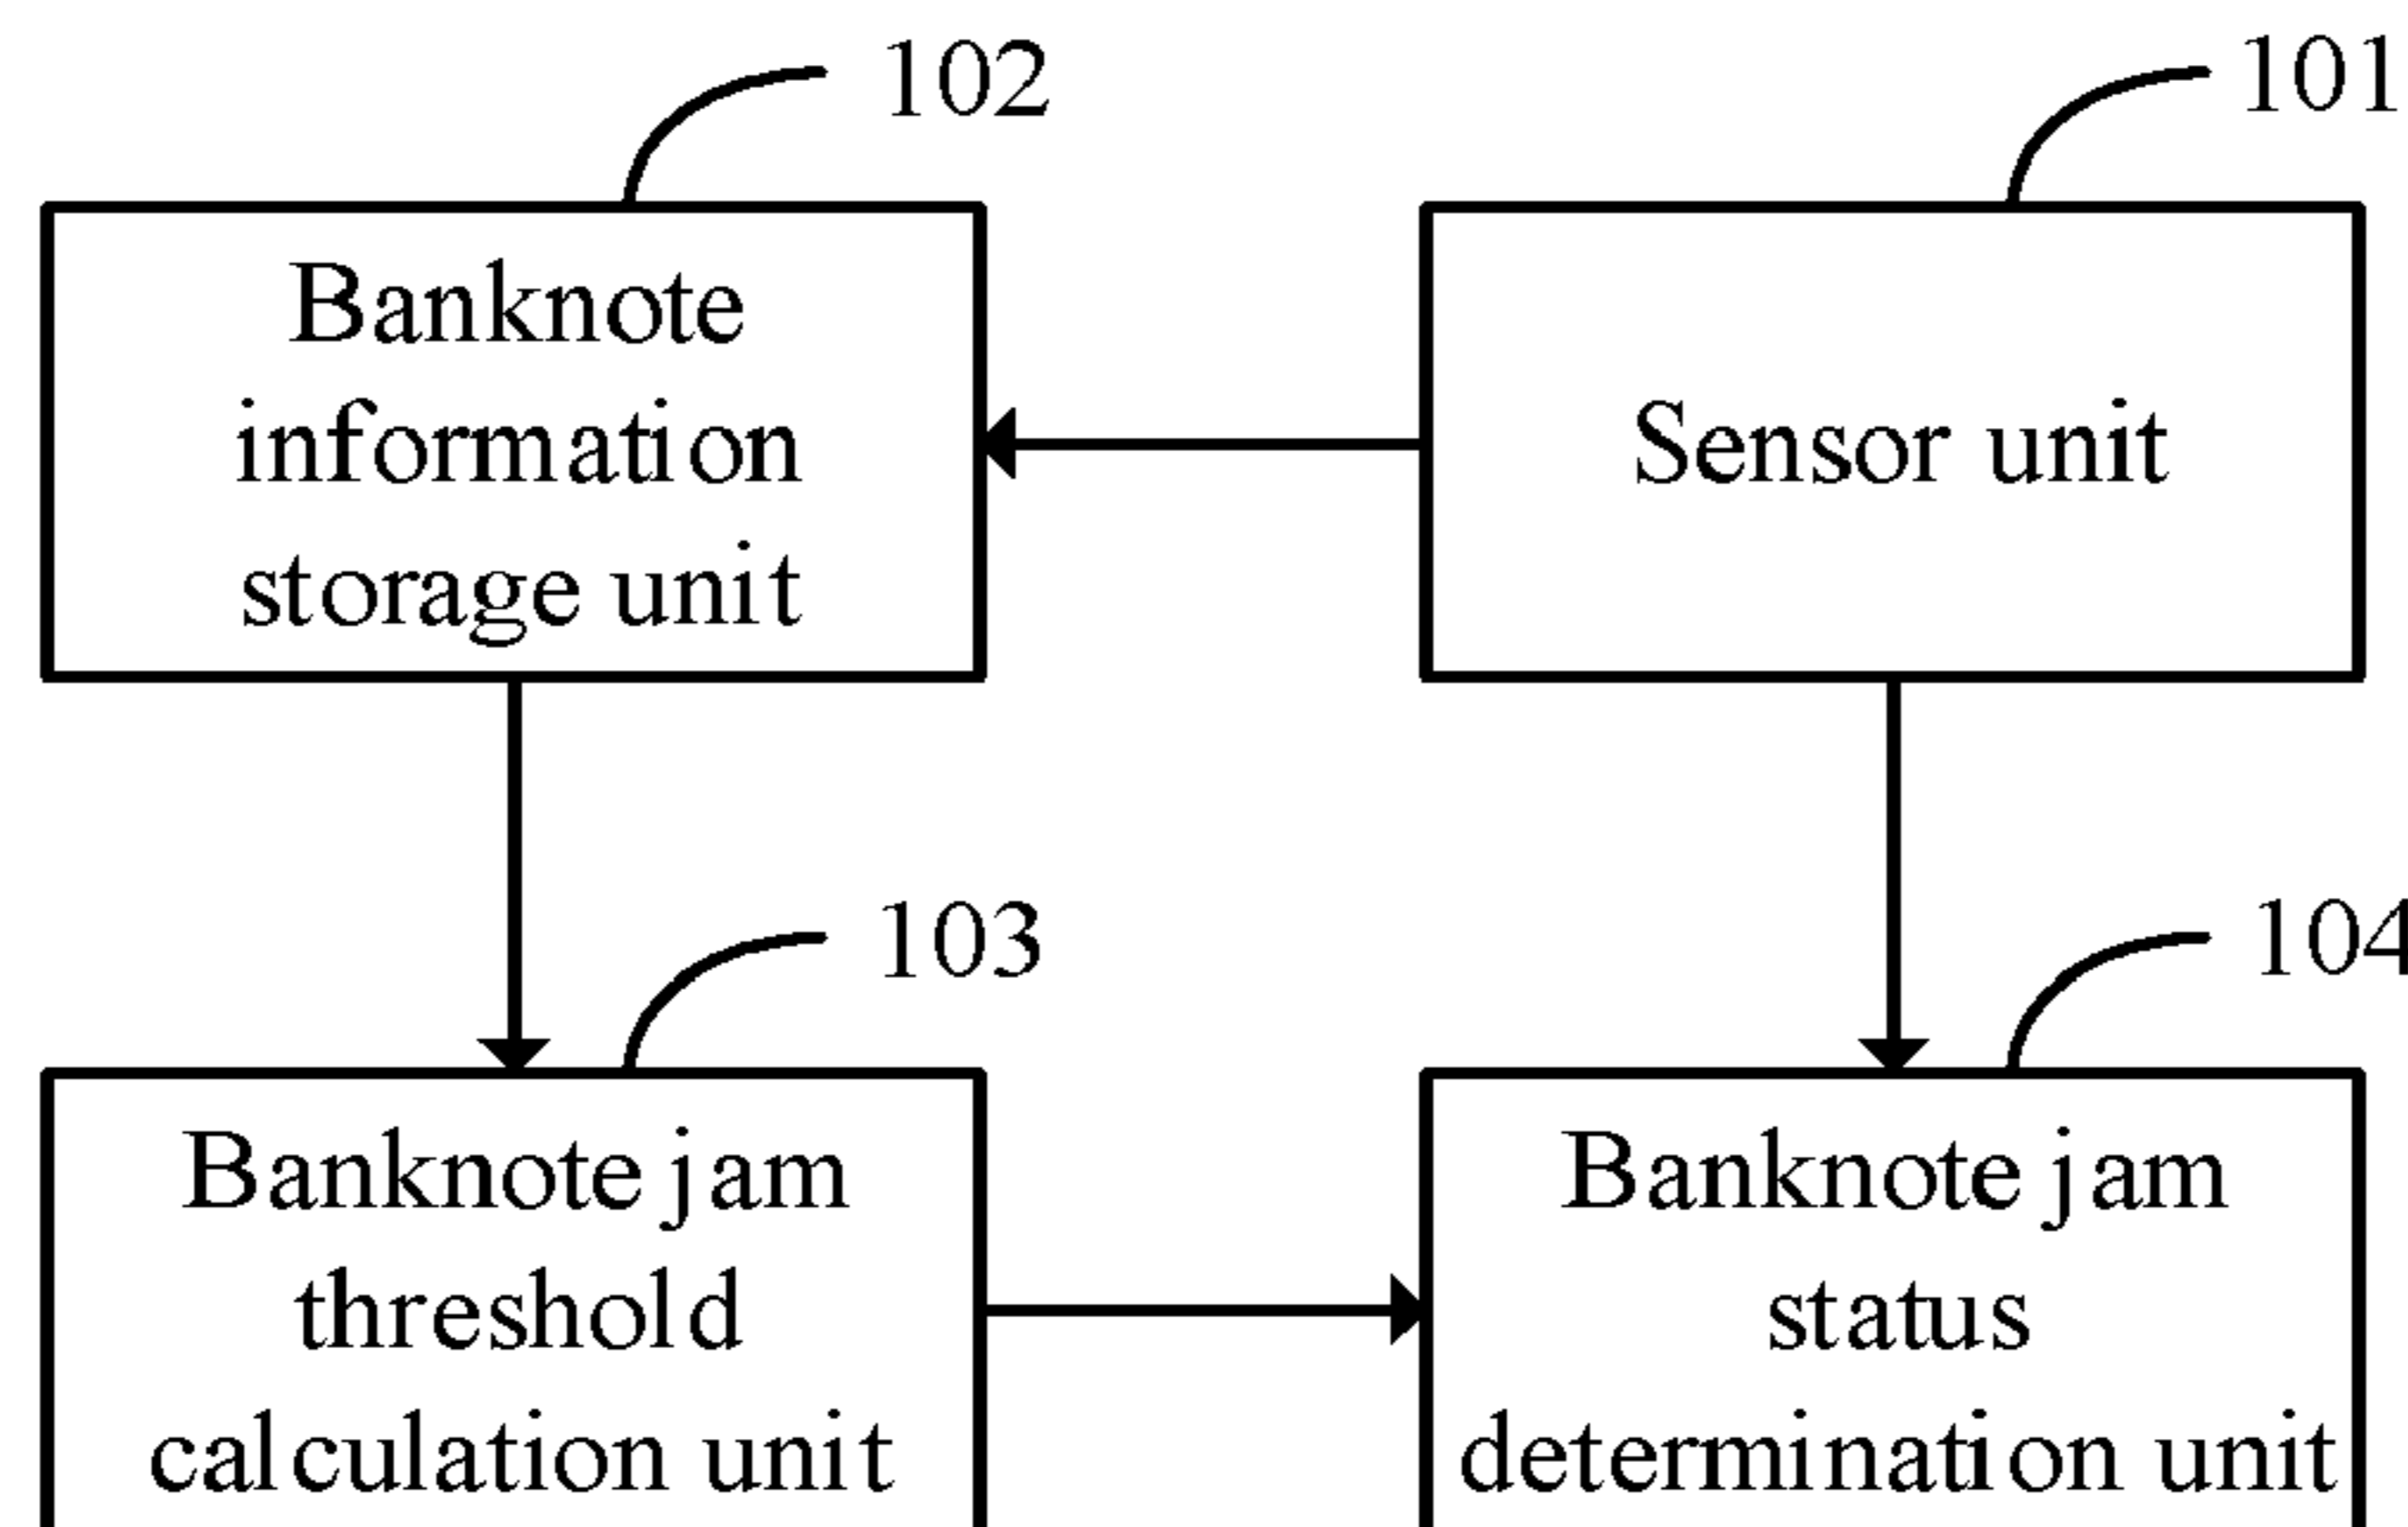 102
101
Banknote
information
storage unit
Sensor unit
103
104
Banknote jam
threshold
calculation unit
Banknote jam
status
determination unit